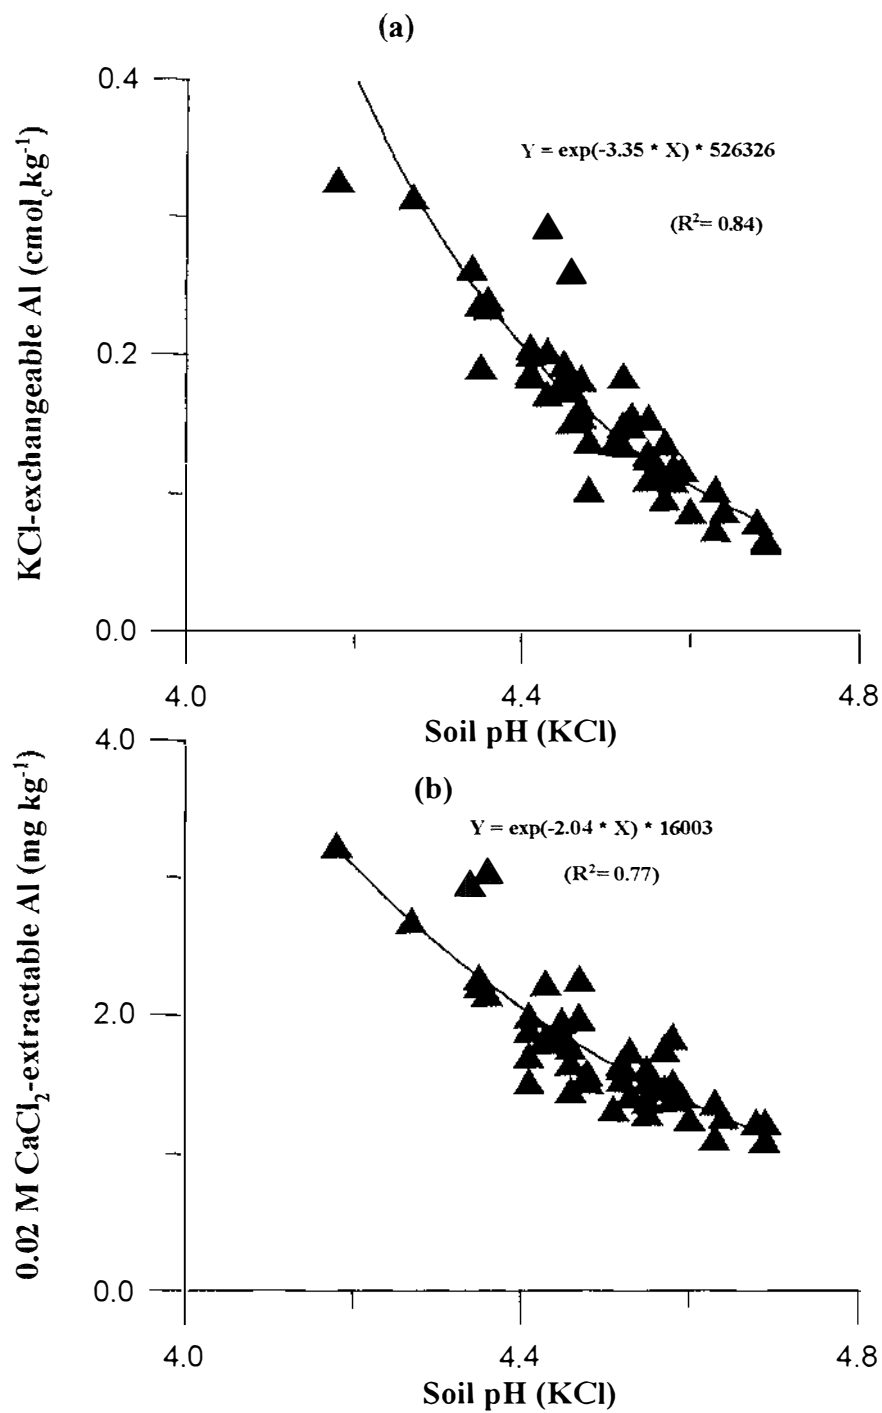 (a)
KCl-exchangeable Al (cmol_c kg⁻¹)
0.4
Y = exp(-3.35 * X) * 526326
(R²= 0.84)
0.2
0.0
4.0 4.4 4.8
Soil pH (KCl)
4.0
(b)
0.02 M CaCl₂-extractable Al (mg kg⁻¹)
Y = exp(-2.04 * X) * 16003
(R²= 0.77)
2.0
0.0
4.0 4.4 4.8
Soil pH (KCl)